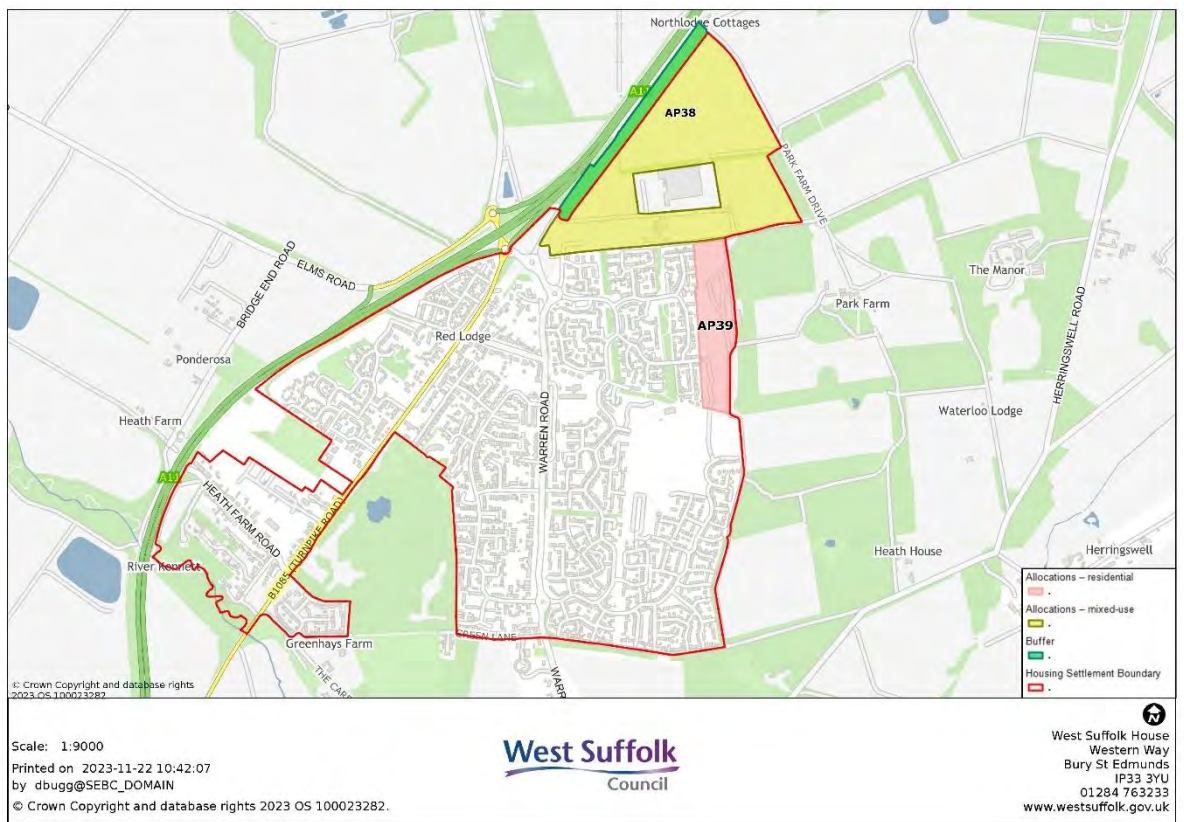 Northlodge Cottages
A11
AP38
PARK FARM DRIVE
ELMS ROAD
BRIDGE END ROAD
The Manor
Park Farm
HERRINGSWELL ROAD
Red Lodge
AP39
Ponderosa
Waterloo Lodge
Heath Farm
WARREN ROAD
A11
HEATH FARM ROAD
B1085 (TURNPIKE ROAD)
River Kennett
Heath House
Herringswell
Greenhays Farm
GREEN LANE
THE CARR
WARR
Allocations – residential
.
Allocations – mixed-use
.
Buffer
.
Housing Settlement Boundary
.
© Crown Copyright and database rights
2023 OS 100023282
N
Scale: 1:9000
Printed on 2023-11-22 10:42:07
by dbugg@SEBC_DOMAIN
© Crown Copyright and database rights 2023 OS 100023282.
West Suffolk
Council
West Suffolk House
Western Way
Bury St Edmunds
IP33 3YU
01284 763233
www.westsuffolk.gov.uk